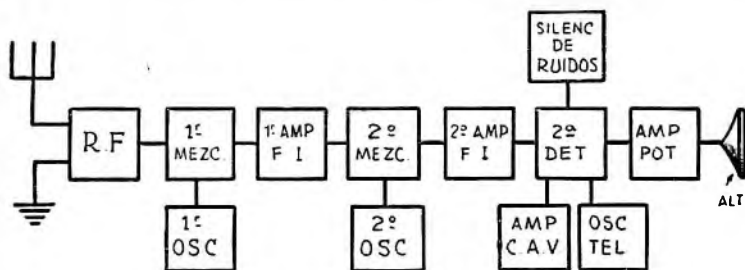 SILENC
DE
RUIDOS
R.F
1º
MEZC.
1º AMP
F I
2º
MEZC.
2º AMP
F I
2º
DET
AMP
POT
ALT
1º
OSC
2º
OSC
AMP
C.A.V
OSC
TEL